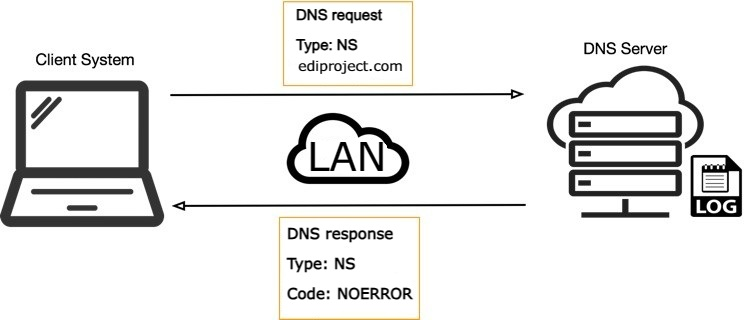 DNS request
Type: NS
ediproject.com
Client System
DNS Server
LAN
LOG
DNS response
Type: NS
Code: NOERROR